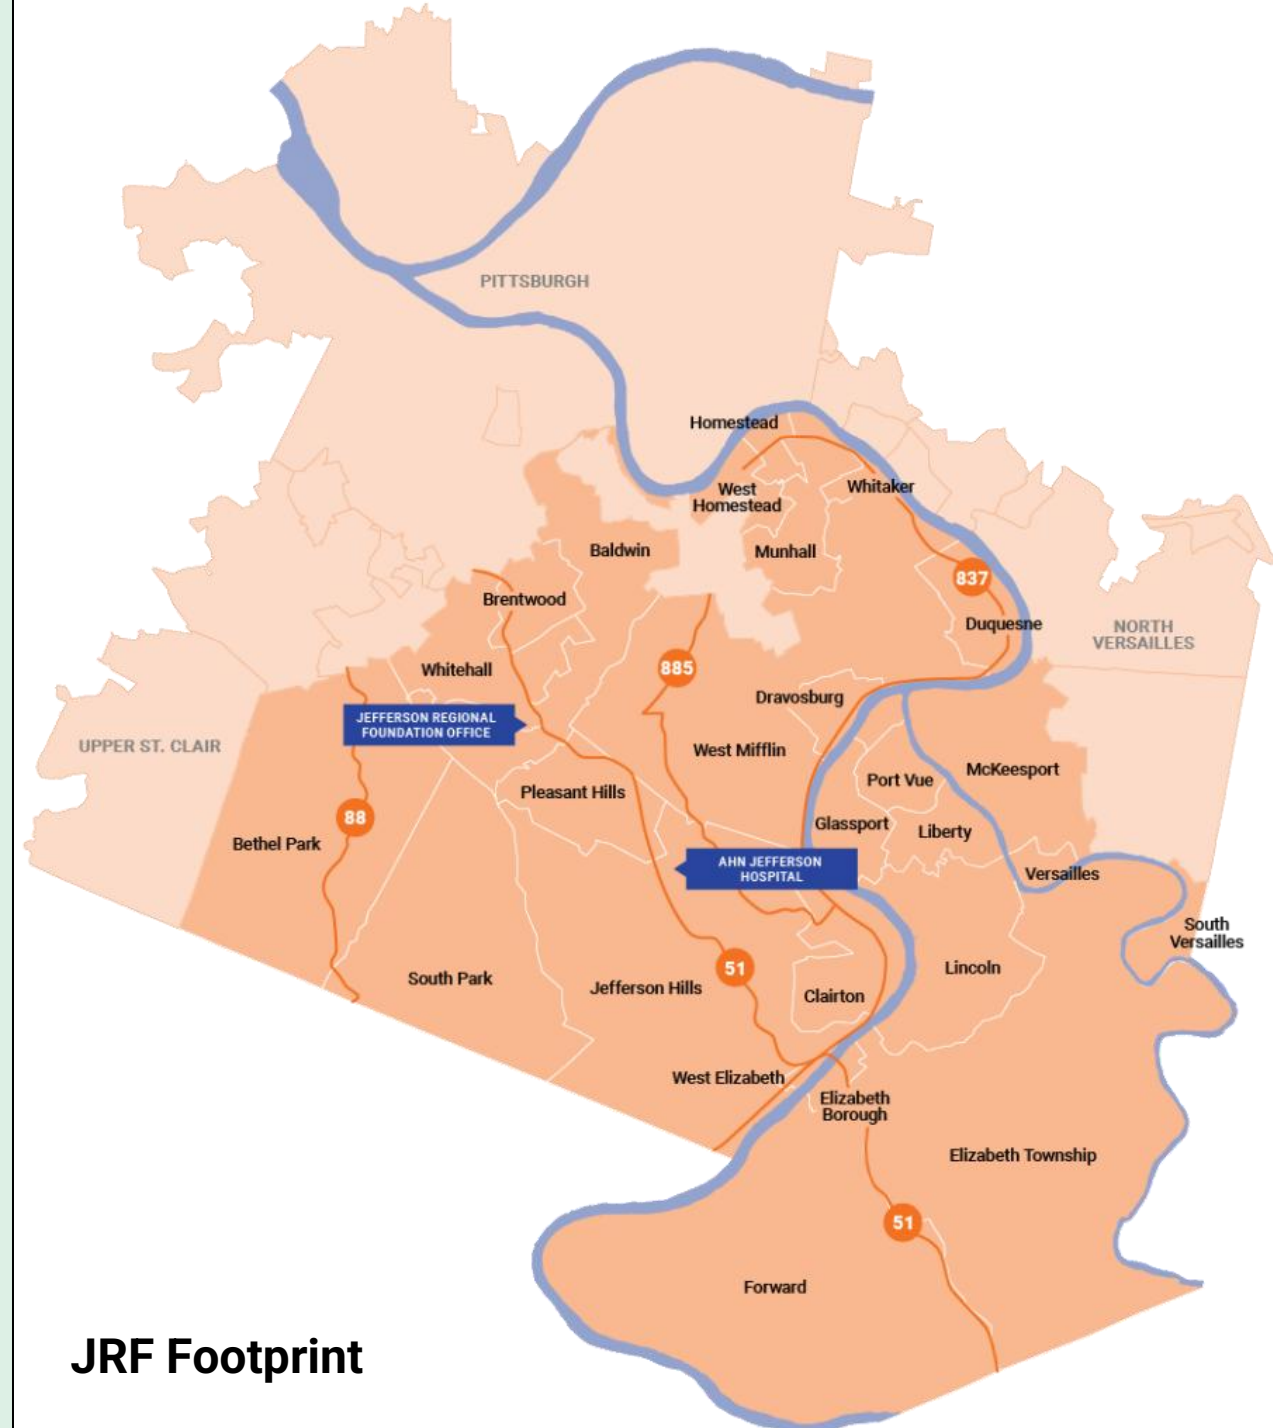 PITTSBURGH
Homestead
West
Homestead
Whitaker
Baldwin
Munhall
837
Brentwood
Duquesne
NORTH
VERSAILLES
Whitehall
885
Dravosburg
JEFFERSON REGIONAL
FOUNDATION OFFICE
UPPER ST. CLAIR
West Mifflin
McKeesport
Port Vue
Pleasant Hills
88
Glassport
Liberty
Bethel Park
AHN JEFFERSON
HOSPITAL
Versailles
South
Versailles
51
Lincoln
South Park
Jefferson Hills
Clairton
West Elizabeth
Elizabeth
Borough
Elizabeth Township
51
Forward
JRF Footprint